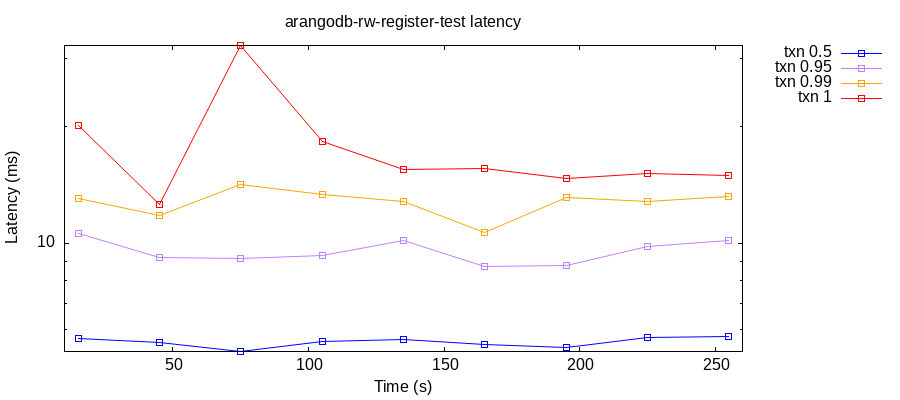 arangodb-rw-register-test latency
txn 0.5
txn 0.95
txn 0.99
txn 1
Latency (ms)
10
50 100 150 200 250
Time (s)